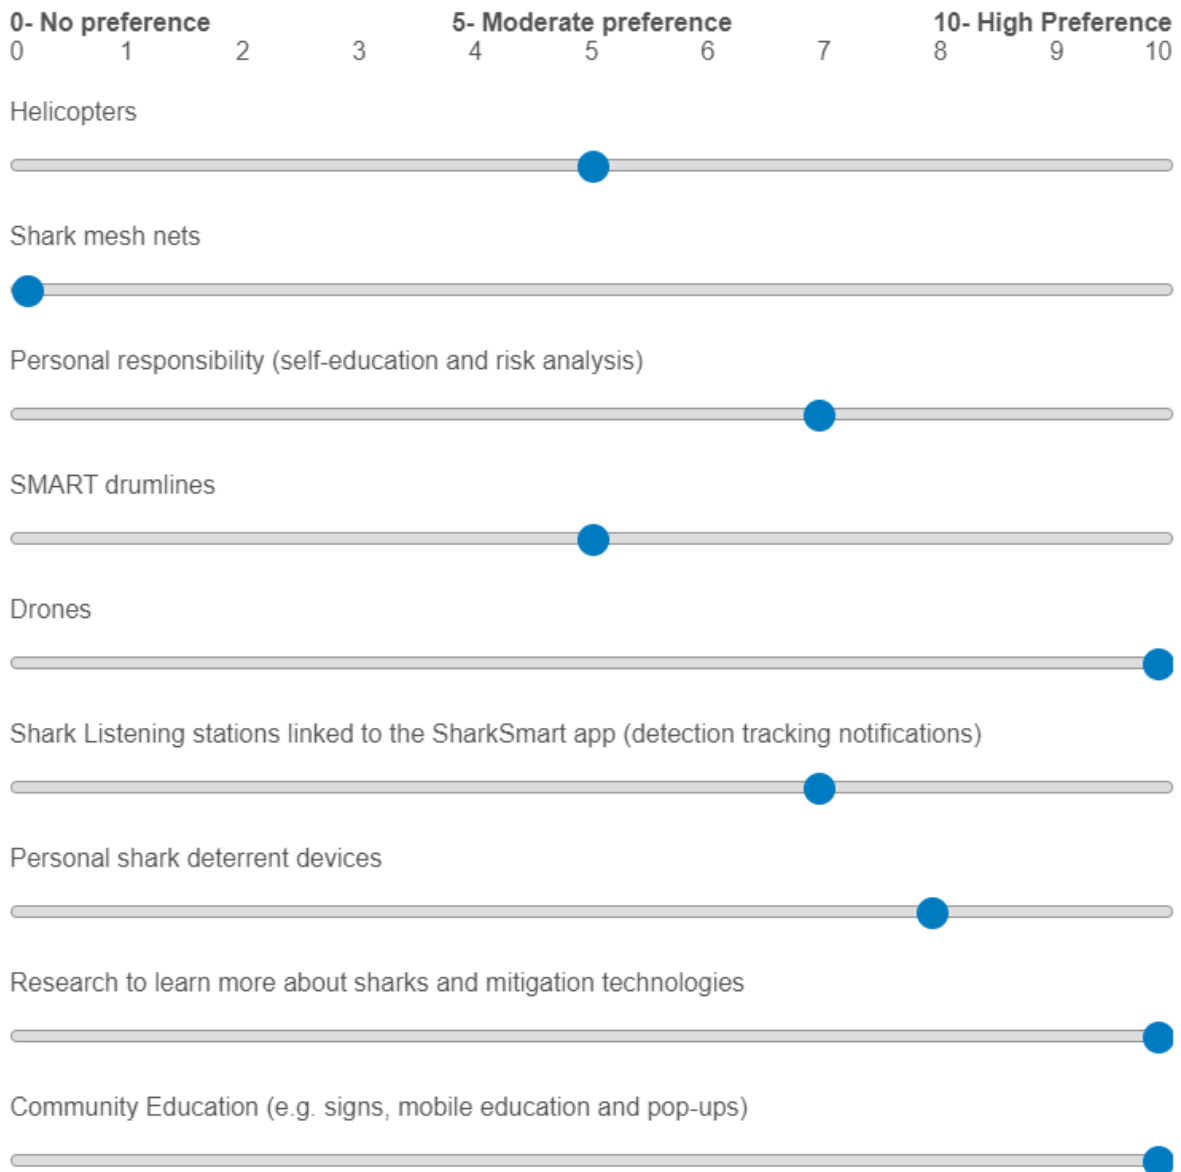 0- No preference 5- Moderate preference 10- High Preference
0 1 2 3 4 5 6 7 8 9 10
Helicopters
Shark mesh nets
Personal responsibility (self-education and risk analysis)
SMART drumlines
Drones
Shark Listening stations linked to the SharkSmart app (detection tracking notifications)
Personal shark deterrent devices
Research to learn more about sharks and mitigation technologies
Community Education (e.g. signs, mobile education and pop-ups)